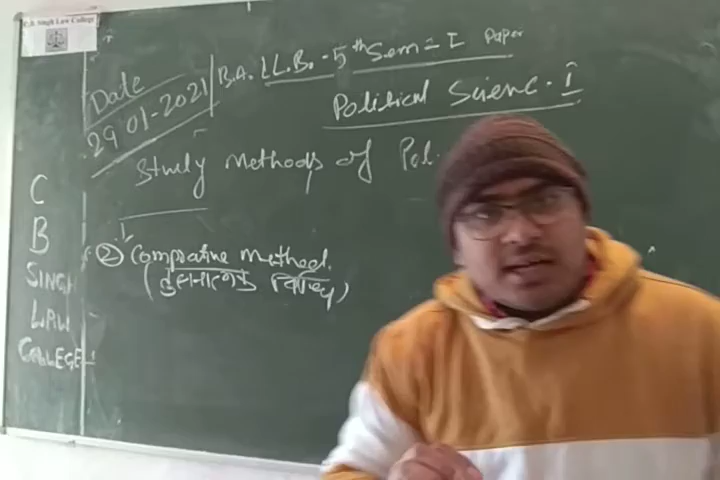 C.B. Singh Law College
Date
29-01-2021
B.A. LL.B. - 5th Sem = I Paper
Political Scienc. I
Study Methods of Pol.
② Comparative Method.
(तुलनात्मक विधि)
C
B
SINGH
LAW
COLLEGE